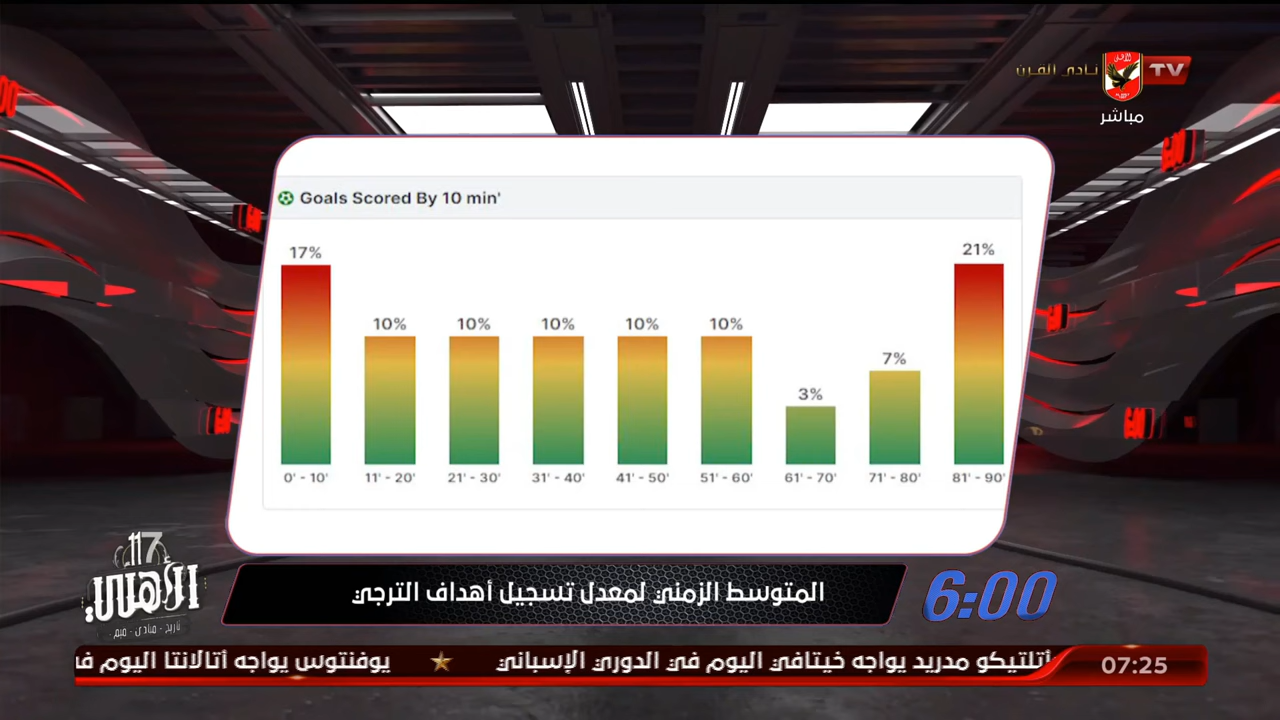 نادي القرن
TV
مباشر
Goals Scored By 10 min'
17%
10%
10%
10%
10%
10%
3%
7%
21%
0' - 10'
11' - 20'
21' - 30'
31' - 40'
41' - 50'
51' - 60'
61' - 70'
71' - 80'
81' - 90'
117
الأهلي
تاريخ - مبادئ - قيم
المتوسط الزمني لمعدل تسجيل أهداف الترجي
6:00
أتلتيكو مدريد يواجه خيتافي اليوم في الدوري الإسباني ★ يوفنتوس يواجه أتالانتا اليوم
07:25